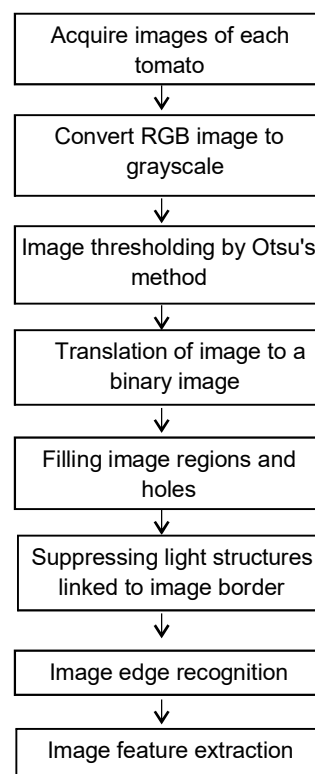 Acquire images of each
tomato
Convert RGB image to
grayscale
Image thresholding by Otsu's
method
Translation of image to a
binary image
Filling image regions and
holes
Suppressing light structures
linked to image border
Image edge recognition
Image feature extraction